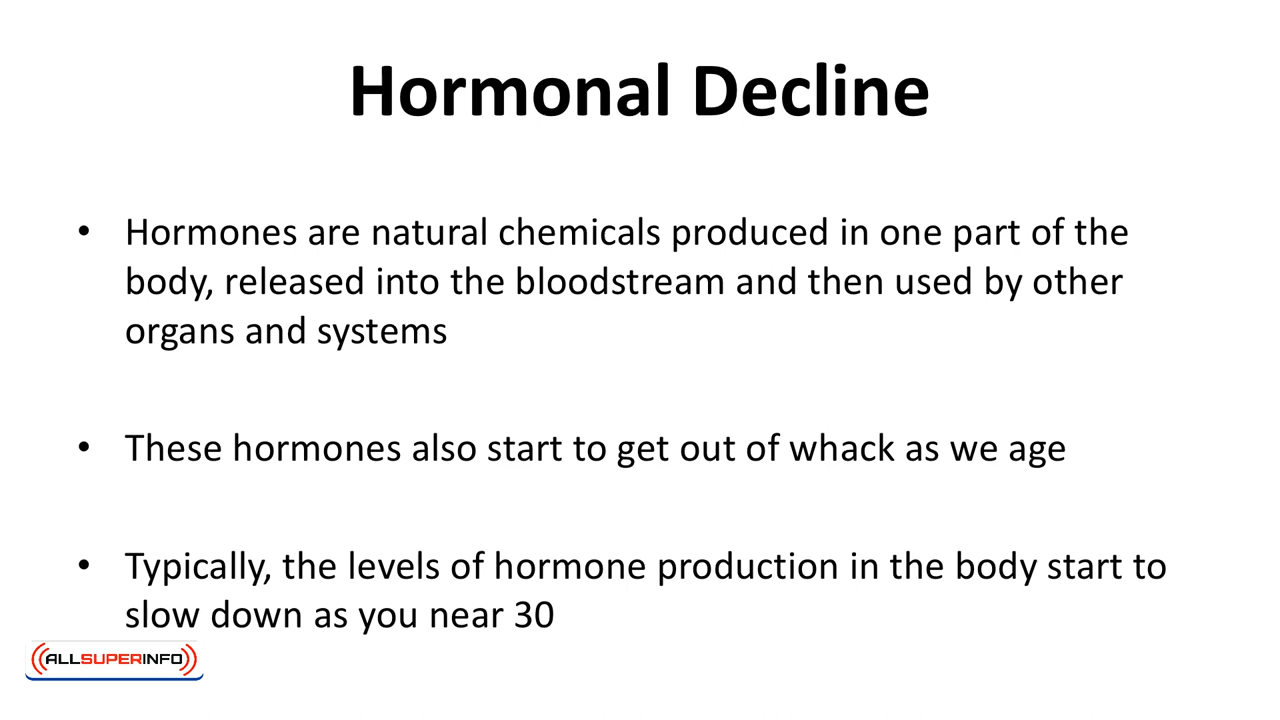 Hormonal Decline
• Hormones are natural chemicals produced in one part of the
body, released into the bloodstream and then used by other
organs and systems
• These hormones also start to get out of whack as we age
• Typically, the levels of hormone production in the body start to
slow down as you near 30
ALLSUPERINFO